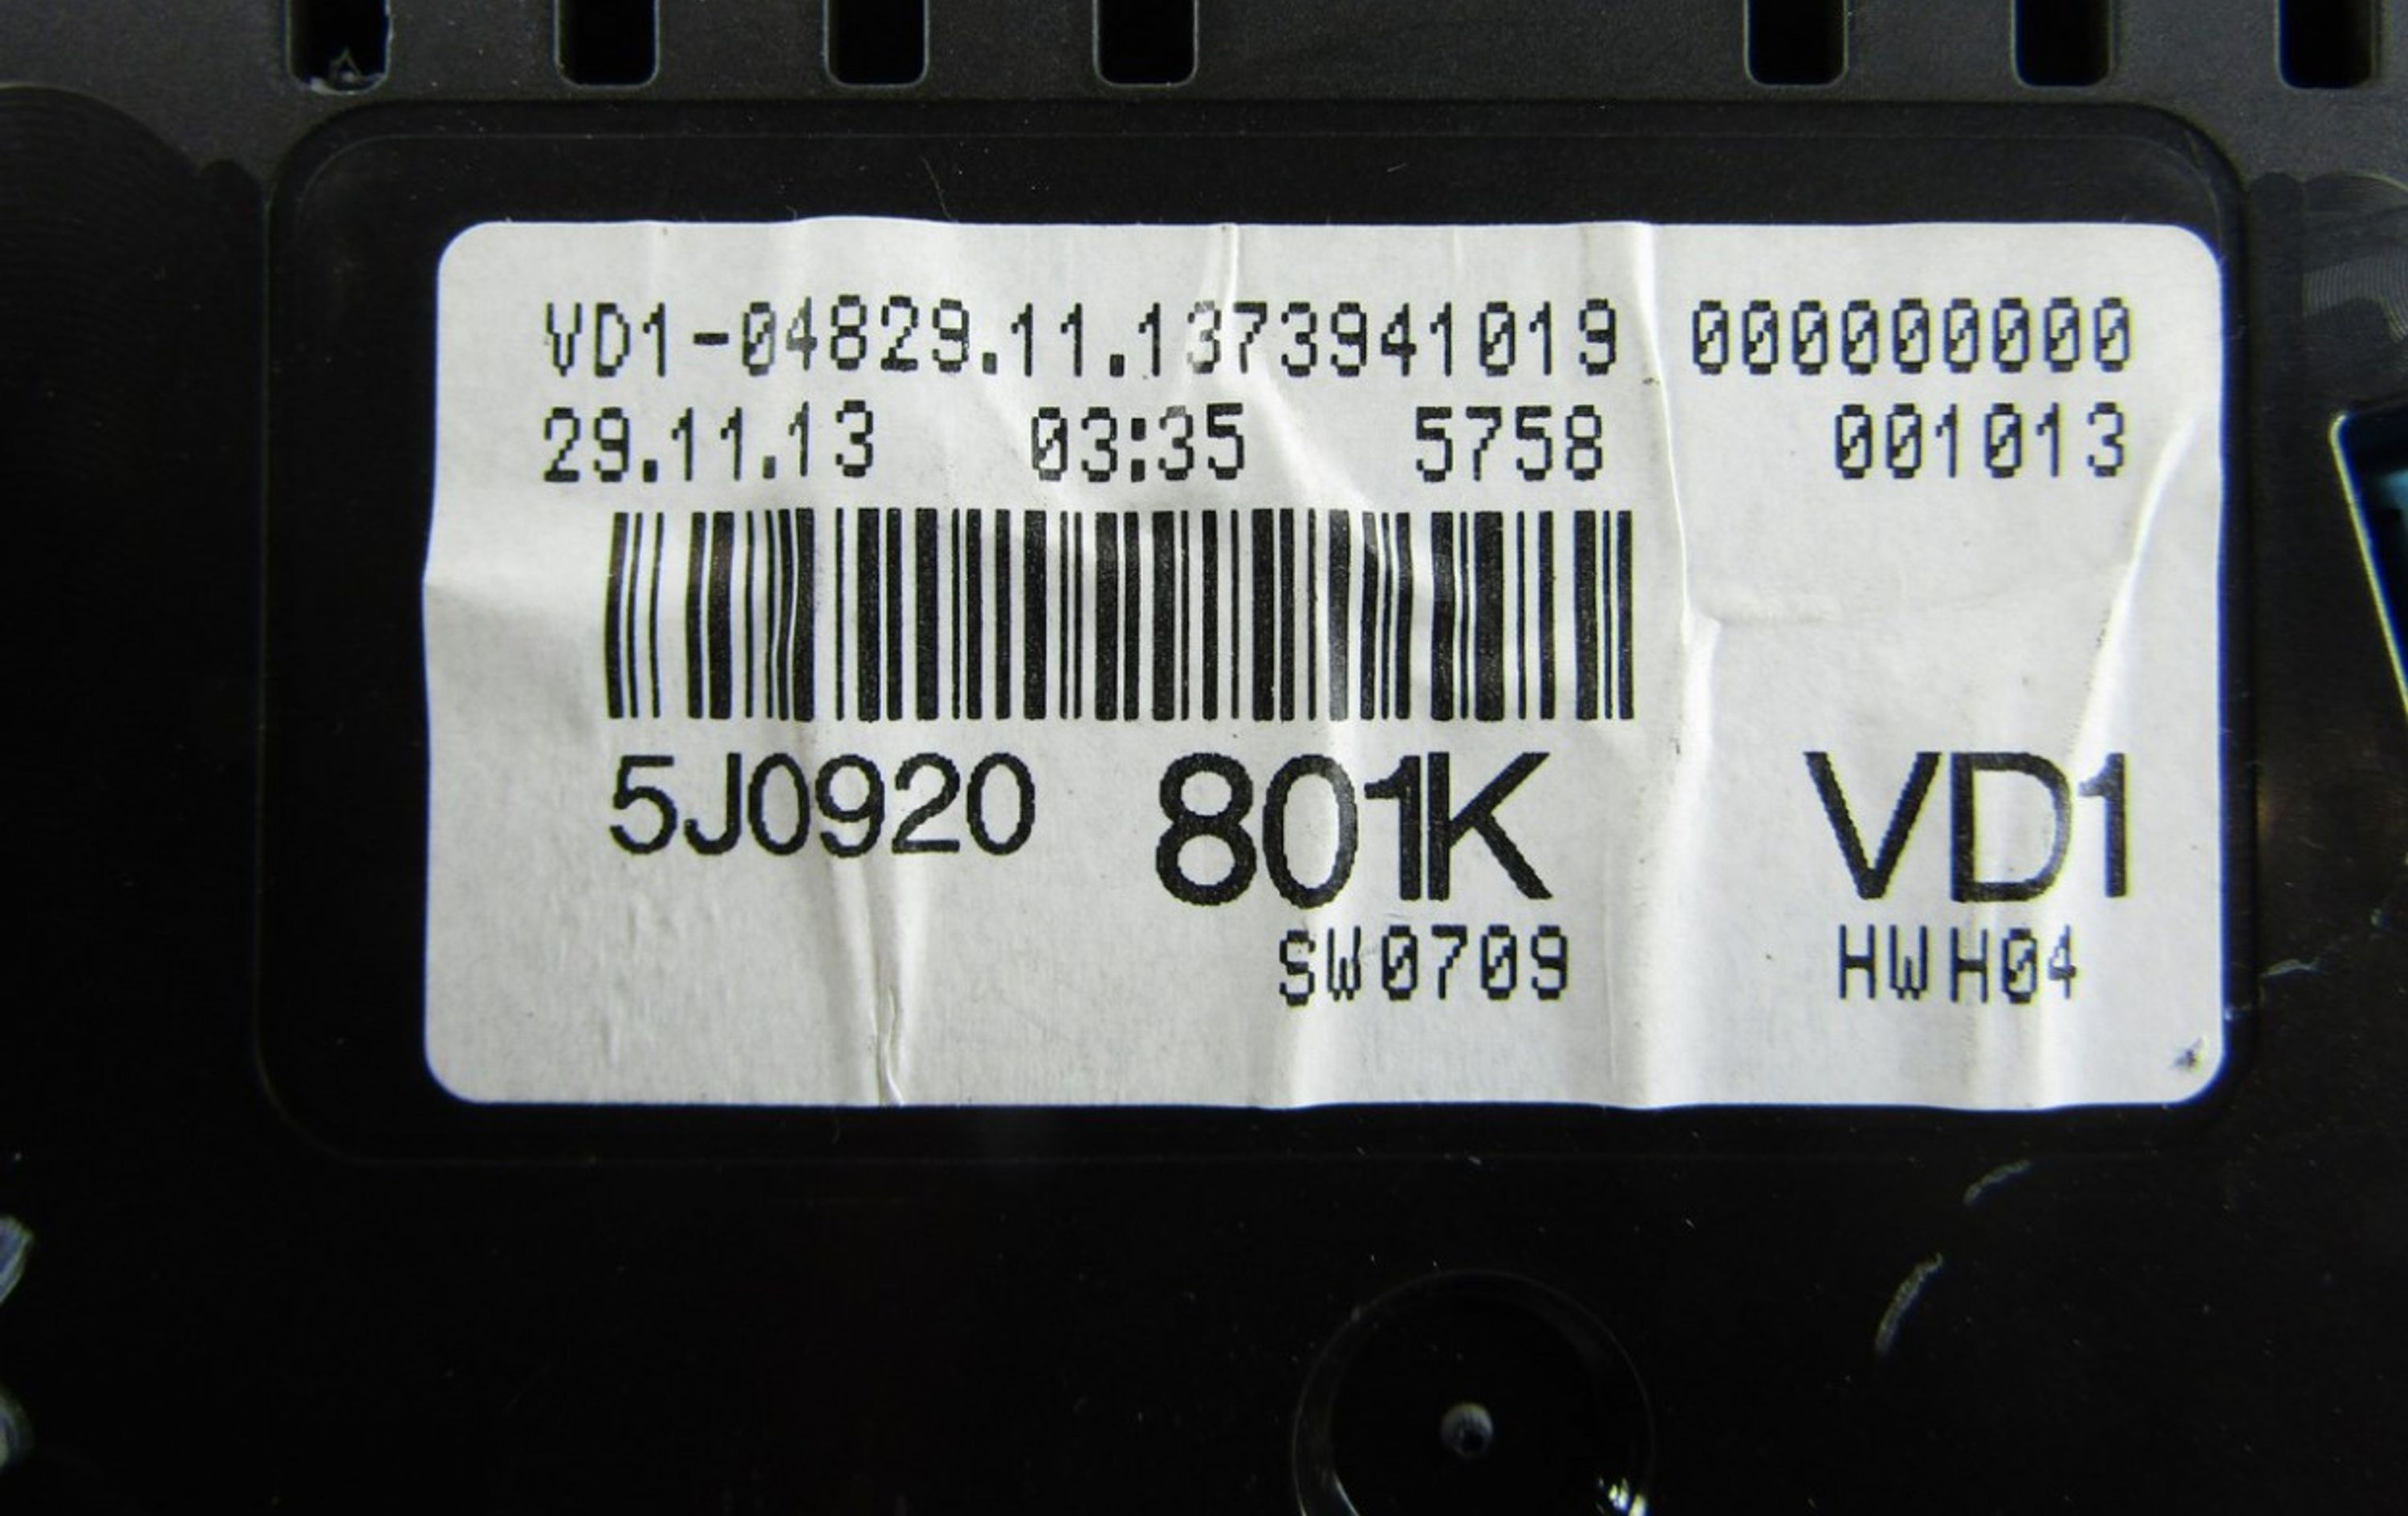 VD1-04829.11.1373941019 000000000
29.11.13 03:35 5758 001013
5J0920 801K VD1
SW0709 HWH04